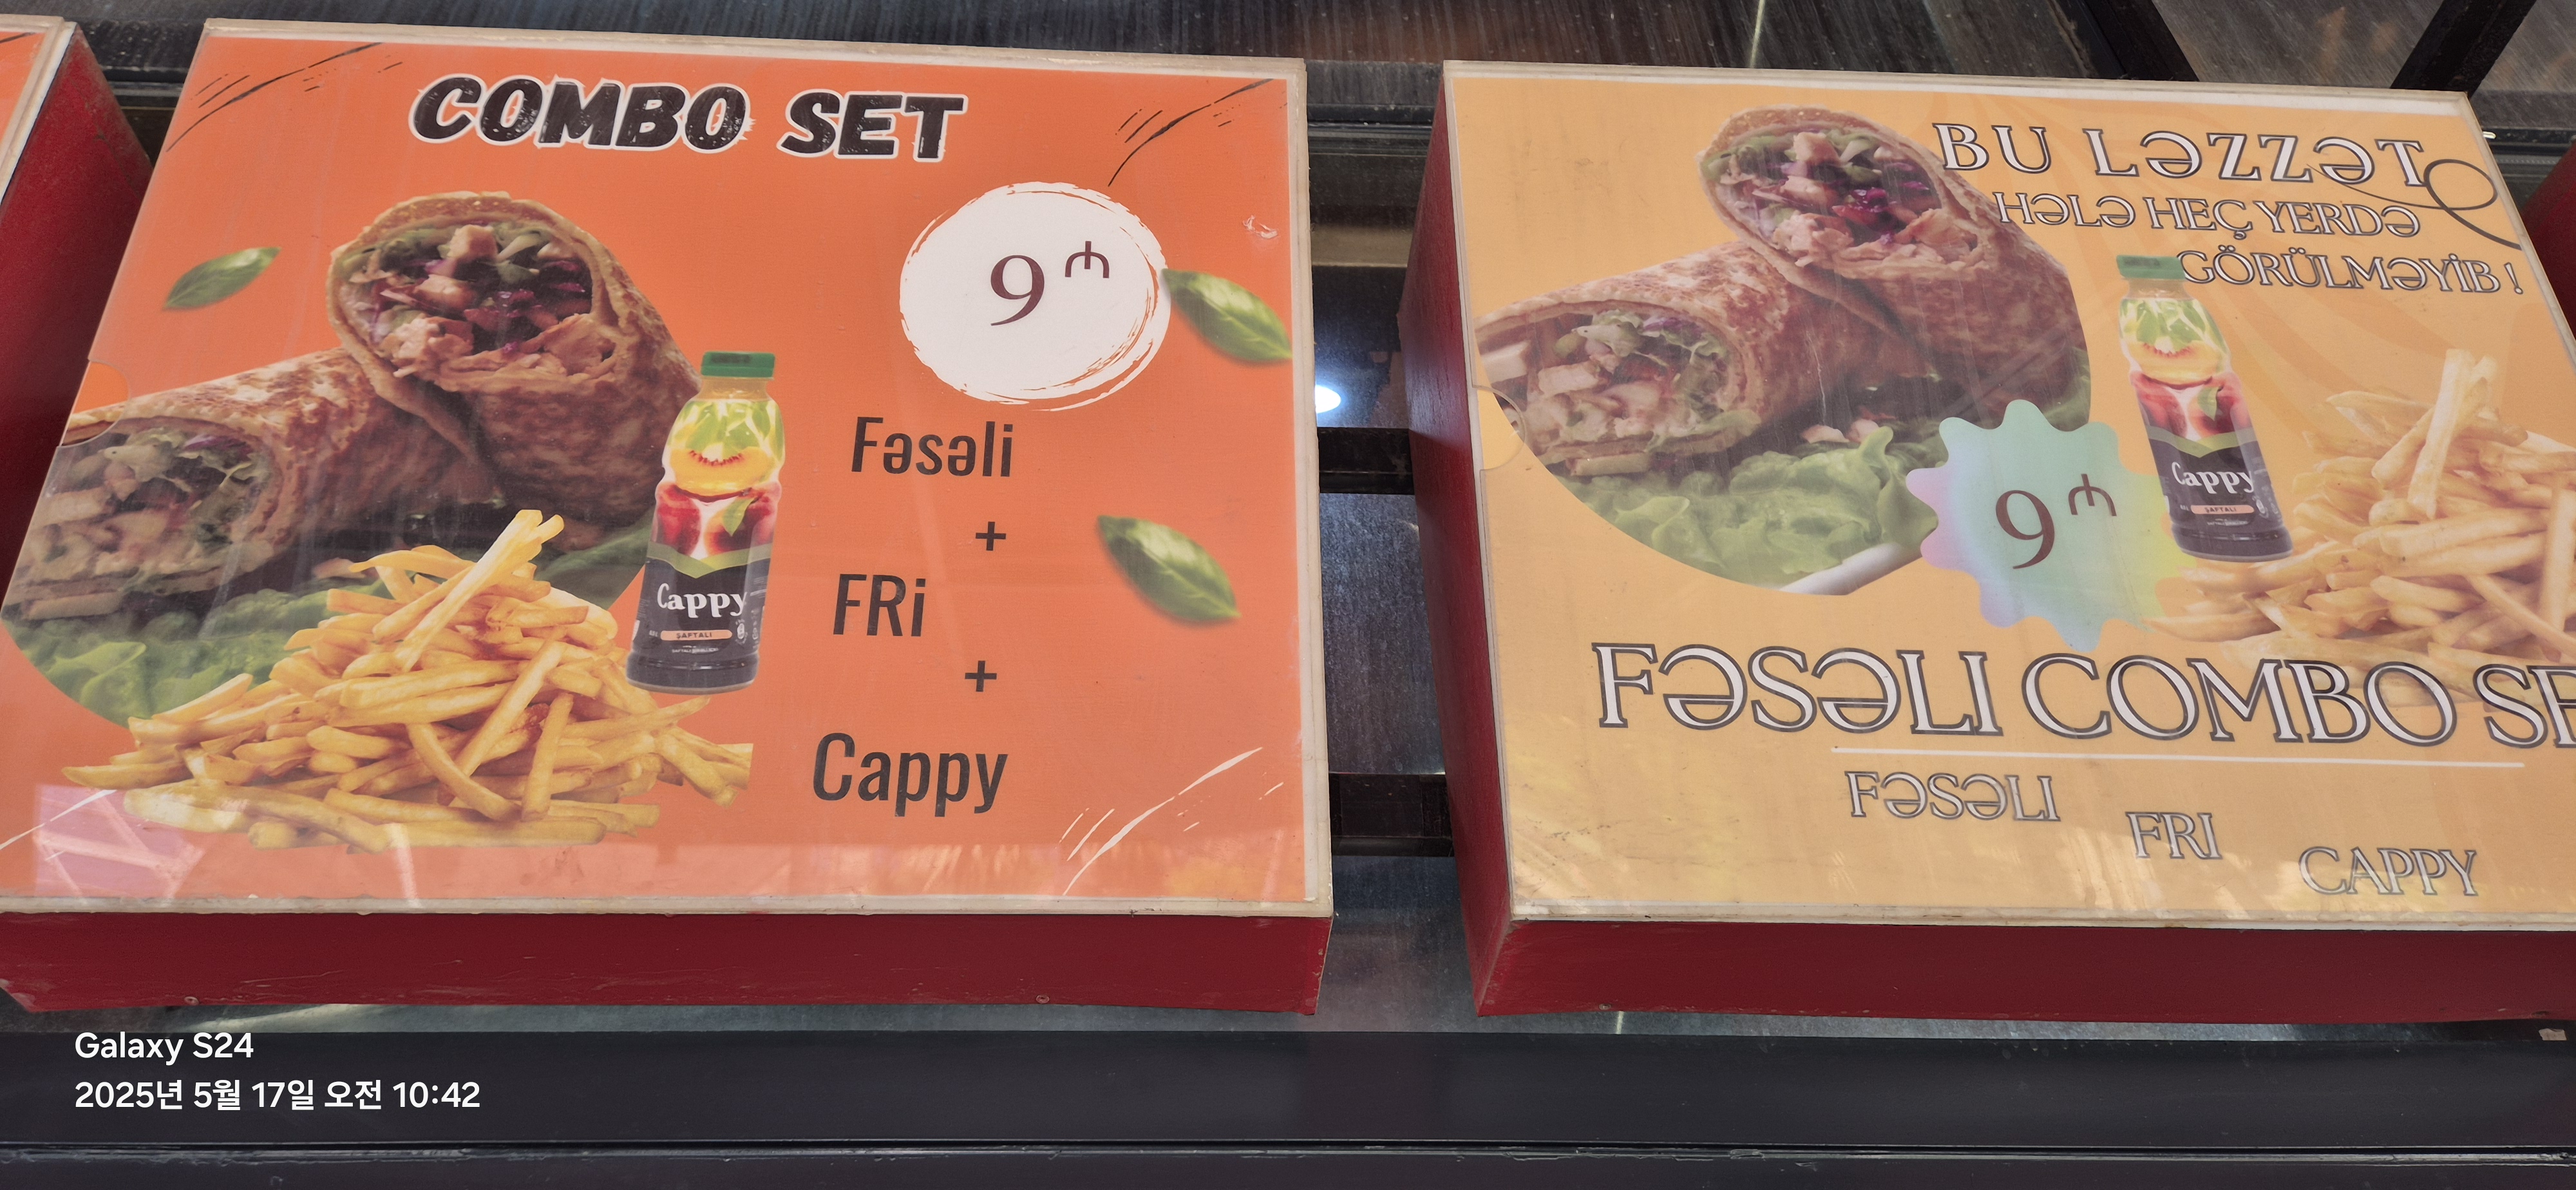 COMBO SET
9 ₼
Fəsəli
+
FRi
+
Cappy
Cappy
ŞAFTALI
BU LƏZZƏT
HƏLƏ HEÇ YERDƏ
GÖRÜLMƏYİB !
Cappy
ŞAFTALI
9 ₼
FƏSƏLI COMBO SE
FƏSƏLI
FRI
CAPPY
Galaxy S24
2025년 5월 17일 오전 10:42